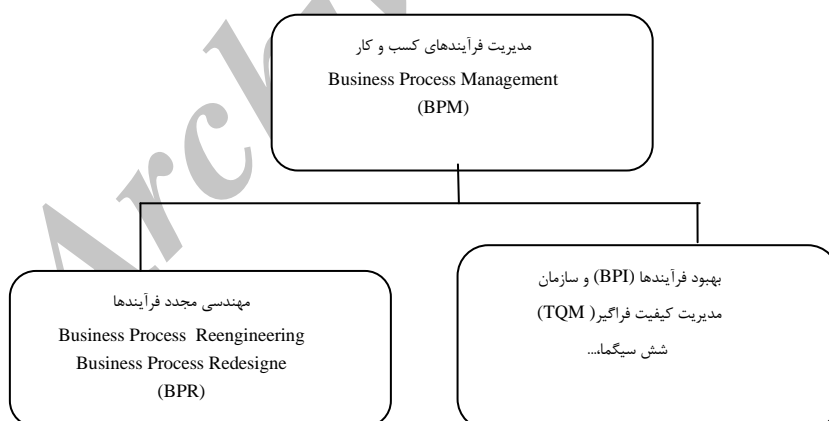 مدیریت فرآیندهای کسب و کار
Business Process Management
(BPM)
مهندسی مجدد فرآیندها
Business Process Reengineering
Business Process Redesigne
(BPR)
بهبود فرآیندها (BPI) و سازمان
مدیریت کیفیت فراگیر( TQM)
شش سیگما،...
Archiv